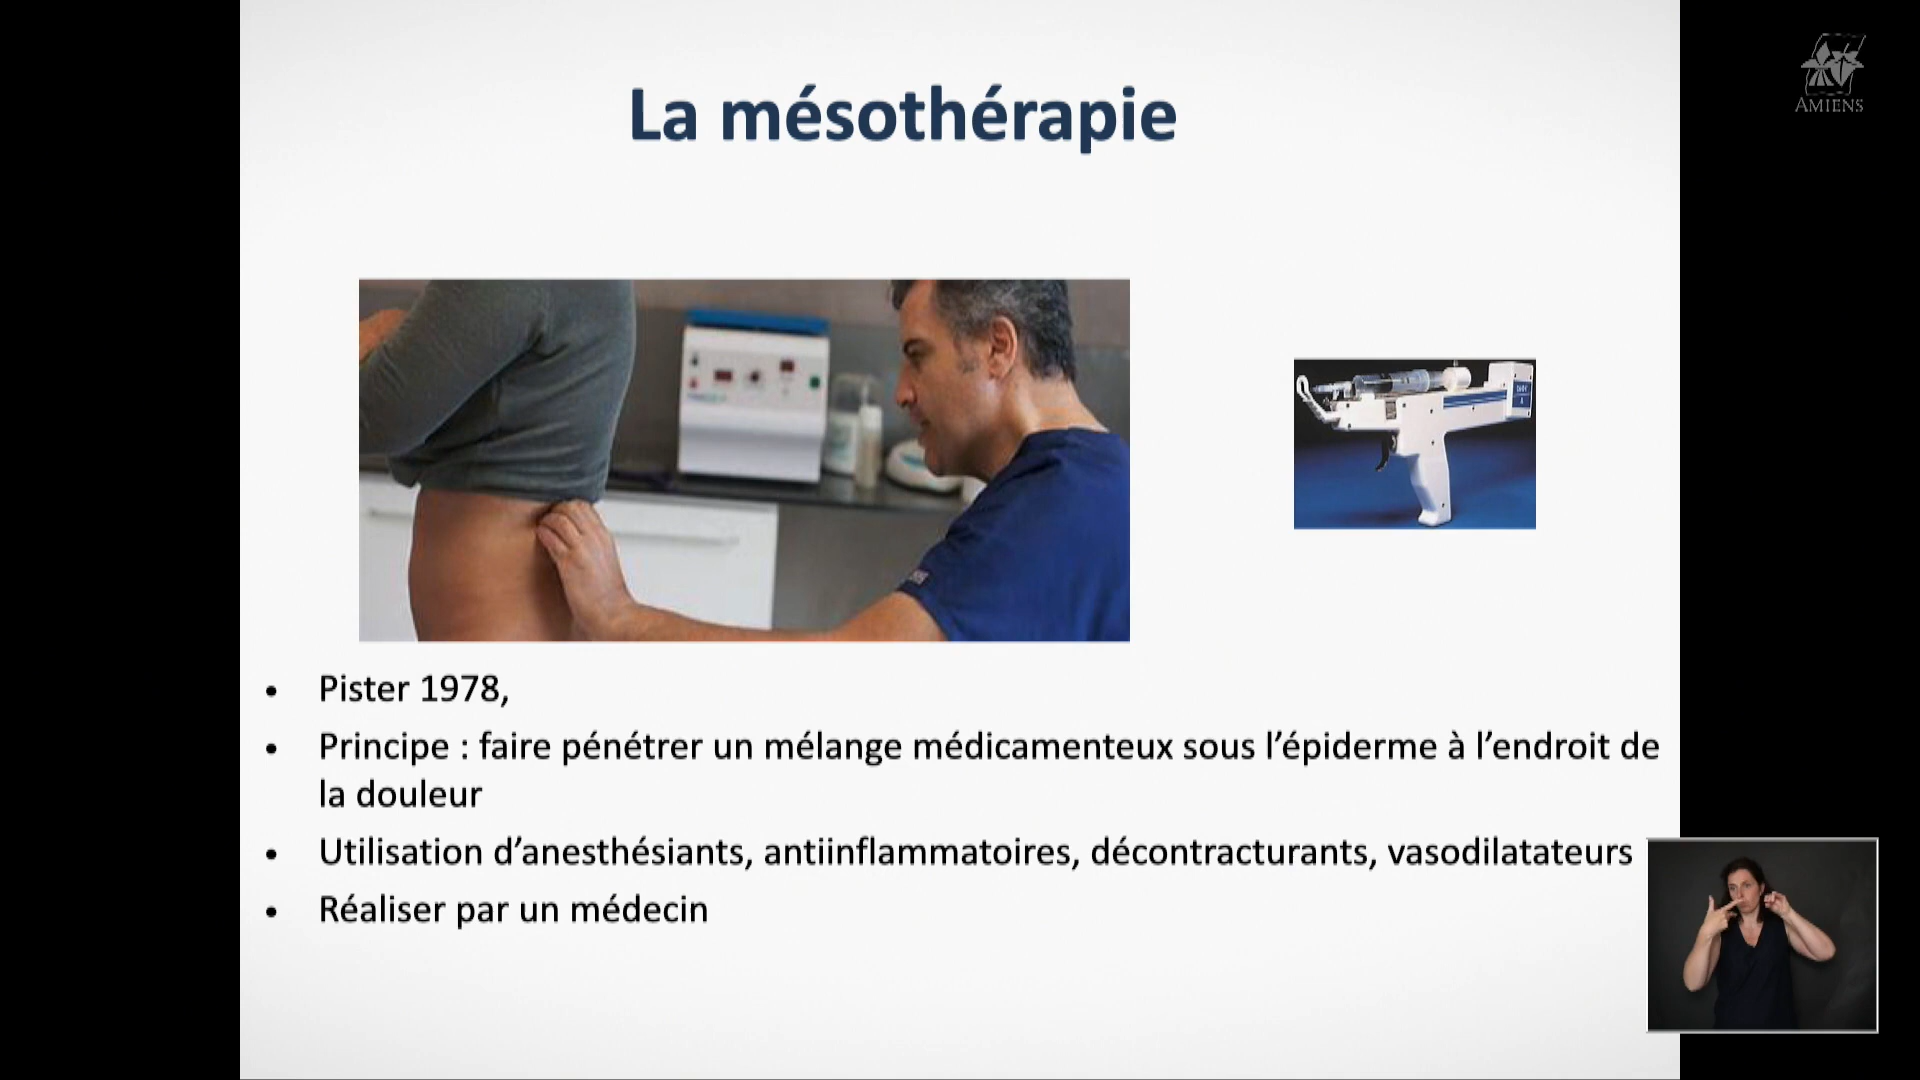 AMIENS
La mésothérapie
• Pister 1978,
• Principe : faire pénétrer un mélange médicamenteux sous l’épiderme à l’endroit de
la douleur
• Utilisation d’anesthésiants, antiinflammatoires, décontracturants, vasodilatateurs
• Réaliser par un médecin